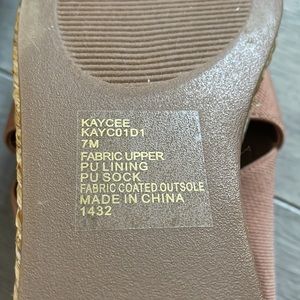 KAYCEE
KAYC01D1
7M
FABRIC UPPER
PU LINING
PU SOCK
FABRIC COATED OUTSOLE
MADE IN CHINA
1432